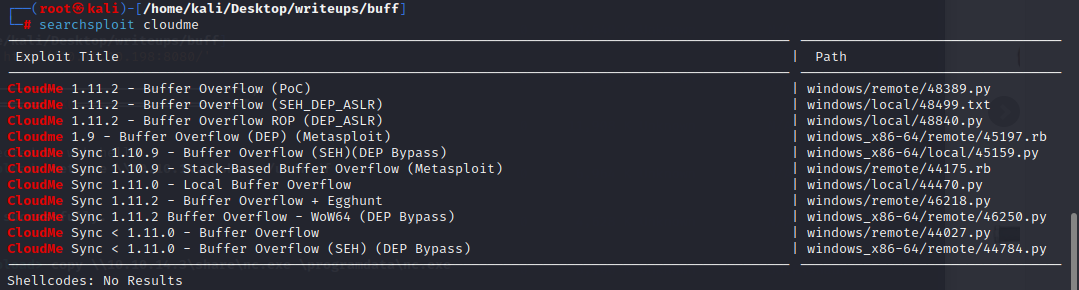 ┌──(root㉿kali)-[/home/kali/Desktop/writeups/buff]
└─# searchsploit cloudme
Exploit Title | Path
CloudMe 1.11.2 - Buffer Overflow (PoC) | windows/remote/48389.py
CloudMe 1.11.2 - Buffer Overflow (SEH_DEP_ASLR) | windows/local/48499.txt
CloudMe 1.11.2 - Buffer Overflow ROP (DEP_ASLR) | windows/local/48840.py
Cloudme 1.9 - Buffer Overflow (DEP) (Metasploit) | windows_x86-64/remote/45197.rb
CloudMe Sync 1.10.9 - Buffer Overflow (SEH)(DEP Bypass) | windows_x86-64/local/45159.py
CloudMe Sync 1.10.9 - Stack-Based Buffer Overflow (Metasploit) | windows/remote/44175.rb
CloudMe Sync 1.11.0 - Local Buffer Overflow | windows/local/44470.py
CloudMe Sync 1.11.2 - Buffer Overflow + Egghunt | windows/remote/46218.py
CloudMe Sync 1.11.2 Buffer Overflow - WoW64 (DEP Bypass) | windows_x86-64/remote/46250.py
CloudMe Sync < 1.11.0 - Buffer Overflow | windows/remote/44027.py
CloudMe Sync < 1.11.0 - Buffer Overflow (SEH) (DEP Bypass) | windows_x86-64/remote/44784.py
Shellcodes: No Results